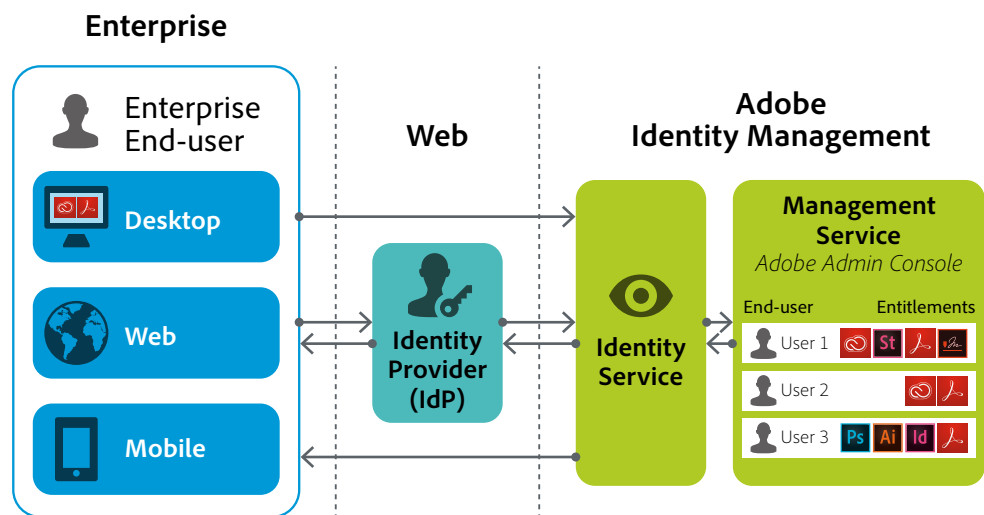 Enterprise
Enterprise
End-user
Desktop
Web
Mobile
Web
Identity
Provider
(IdP)
Adobe
Identity Management
Identity
Service
Management
Service
Adobe Admin Console
End-user Entitlements
User 1 St
User 2
User 3 Ps Ai Id